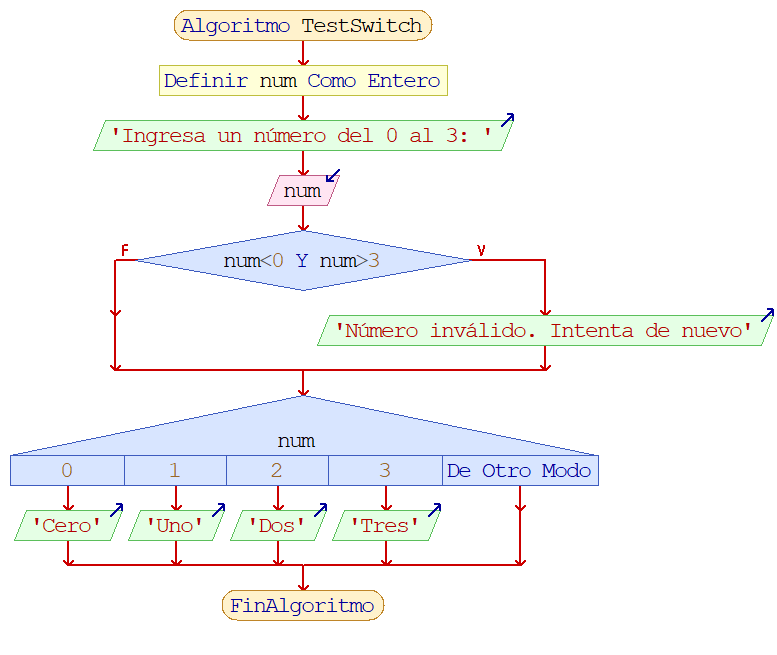 Algoritmo TestSwitch
Definir num Como Entero
'Ingresa un número del 0 al 3: '
num
F
num<0 Y num>3
V
'Número inválido. Intenta de nuevo'
num
0 1 2 3 De Otro Modo
'Cero' 'Uno' 'Dos' 'Tres'
FinAlgoritmo